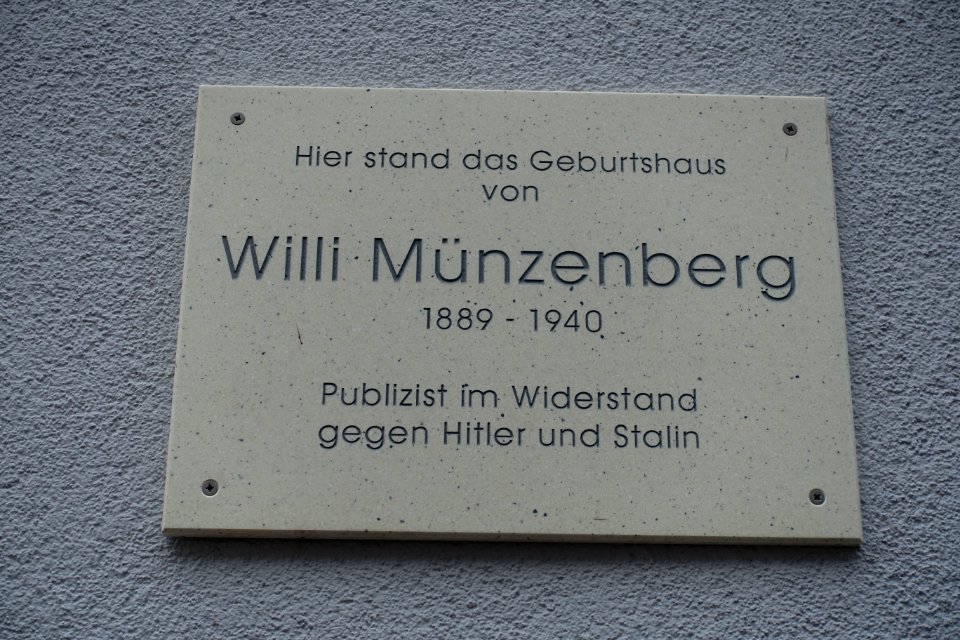 Hier stand das Geburtshaus
von
Willi Münzenberg
1889 - 1940
Publizist im Widerstand
gegen Hitler und Stalin